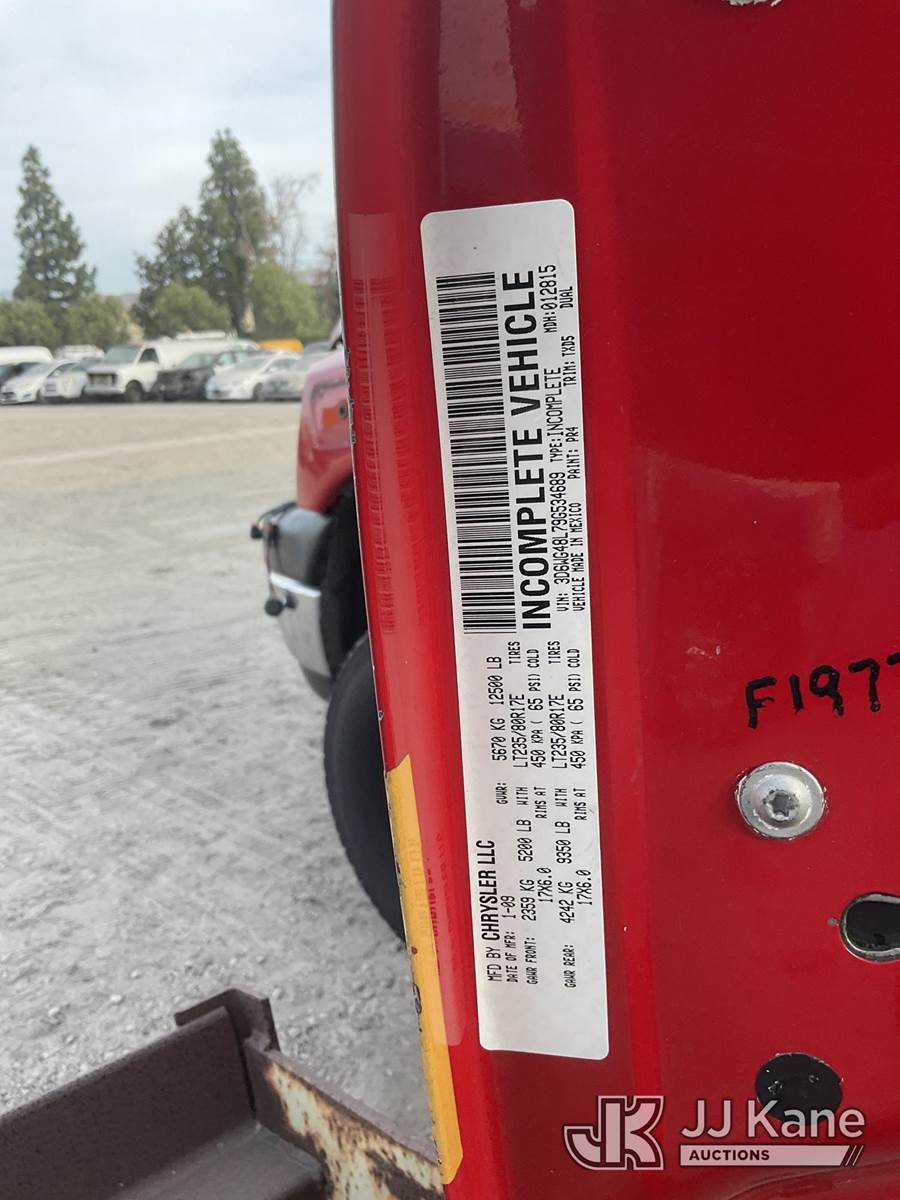 MFD BY CHRYSLER LLC
DATE OF MFR: 1-09 GVWR: 5670 KG 12500 LB
GAWR FRONT: 2359 KG 5200 LB WITH LT235/80R17E TIRES
17X6.0 RIMS AT 450 KPA ( 65 PSI) COLD
GAWR REAR: 4242 KG 9350 LB WITH LT235/80R17E TIRES
17X6.0 RIMS AT 450 KPA ( 65 PSI) COLD
INCOMPLETE VEHICLE
MDH:012815
VIN: 3D6WG48L79G534689 TYPE:INCOMPLETE DUAL
VEHICLE MADE IN MEXICO PAINT: PR4 TRIM: TXD5
F197
JK JJ Kane
AUCTIONS